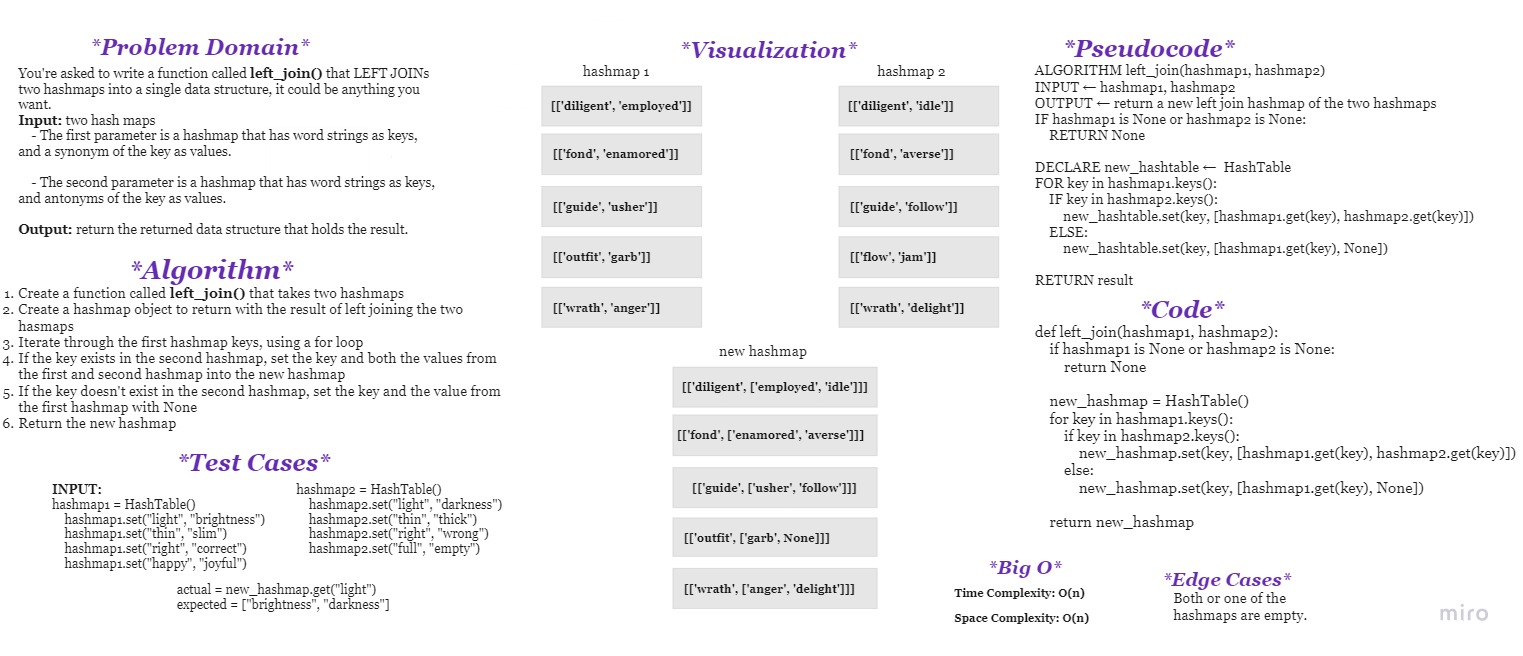 *Problem Domain*
You're asked to write a function called left_join() that LEFT JOINs
two hashmaps into a single data structure, it could be anything you
want.
Input: two hash maps
- The first parameter is a hashmap that has word strings as keys,
and a synonym of the key as values.
- The second parameter is a hashmap that has word strings as keys,
and antonyms of the key as values.
Output: return the returned data structure that holds the result.
*Algorithm*
1. Create a function called left_join() that takes two hashmaps
2. Create a hashmap object to return with the result of left joining the two
hasmaps
3. Iterate through the first hashmap keys, using a for loop
4. If the key exists in the second hashmap, set the key and both the values from
the first and second hashmap into the new hashmap
5. If the key doesn't exist in the second hashmap, set the key and the value from
the first hashmap with None
6. Return the new hashmap
*Test Cases*
INPUT:
hashmap1 = HashTable()
hashmap1.set("light", "brightness")
hashmap1.set("thin", "slim")
hashmap1.set("right", "correct")
hashmap1.set("happy", "joyful")
hashmap2 = HashTable()
hashmap2.set("light", "darkness")
hashmap2.set("thin", "thick")
hashmap2.set("right", "wrong")
hashmap2.set("full", "empty")
actual = new_hashmap.get("light")
expected = ["brightness", "darkness"]
*Visualization*
hashmap 1
[['diligent', 'employed']]
[['fond', 'enamored']]
[['guide', 'usher']]
[['outfit', 'garb']]
[['wrath', 'anger']]
hashmap 2
[['diligent', 'idle']]
[['fond', 'averse']]
[['guide', 'follow']]
[['flow', 'jam']]
[['wrath', 'delight']]
new hashmap
[['diligent', ['employed', 'idle']]]
[['fond', ['enamored', 'averse']]]
[['guide', ['usher', 'follow']]]
[['outfit', ['garb', None]]]
[['wrath', ['anger', 'delight']]]
*Pseudocode*
ALGORITHM left_join(hashmap1, hashmap2)
INPUT ← hashmap1, hashmap2
OUTPUT ← return a new left join hashmap of the two hashmaps
IF hashmap1 is None or hashmap2 is None:
RETURN None
DECLARE new_hashtable ← HashTable
FOR key in hashmap1.keys():
IF key in hashmap2.keys():
new_hashtable.set(key, [hashmap1.get(key), hashmap2.get(key)])
ELSE:
new_hashtable.set(key, [hashmap1.get(key), None])
RETURN result
*Code*
def left_join(hashmap1, hashmap2):
if hashmap1 is None or hashmap2 is None:
return None
new_hashmap = HashTable()
for key in hashmap1.keys():
if key in hashmap2.keys():
new_hashmap.set(key, [hashmap1.get(key), hashmap2.get(key)])
else:
new_hashmap.set(key, [hashmap1.get(key), None])
return new_hashmap
*Big O*
Time Complexity: O(n)
Space Complexity: O(n)
*Edge Cases*
Both or one of the
hashmaps are empty.
miro